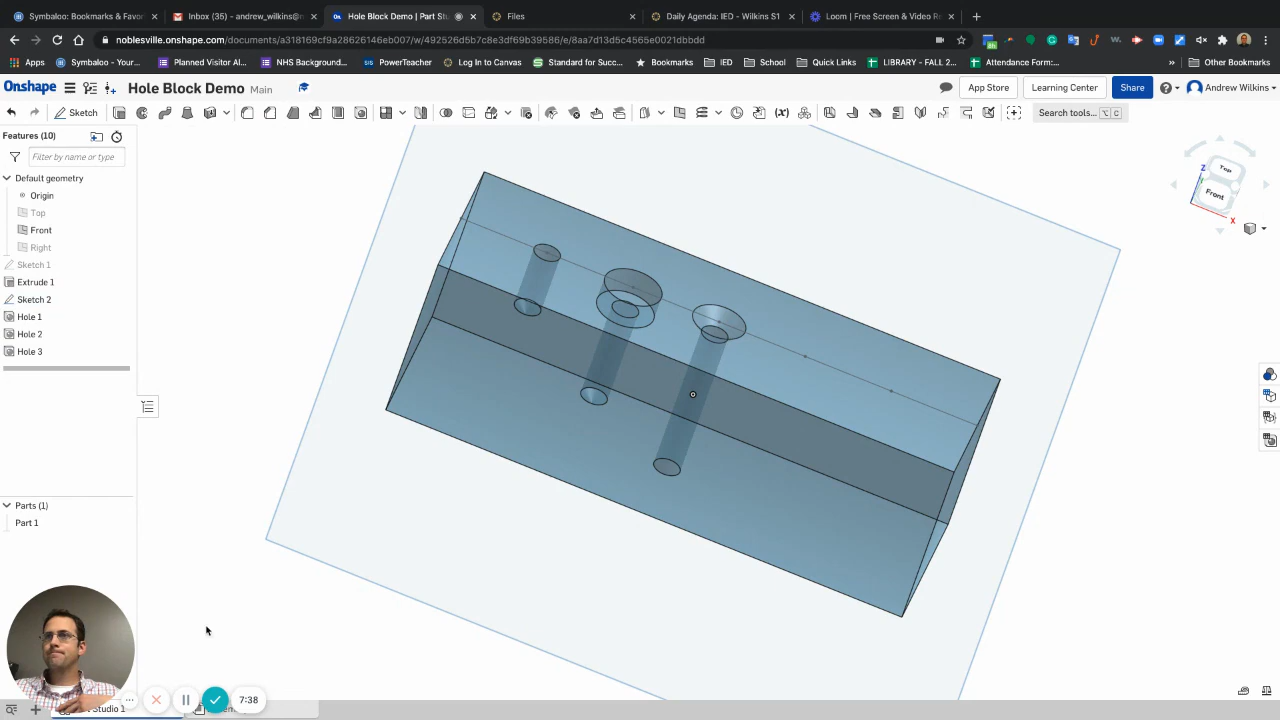 Symbaloo: Bookmarks & Favor
Inbox (35) - andrew_wilkins@n
Hole Block Demo | Part Stu
Files
Daily Agenda: IED - Wilkins S1
Loom | Free Screen & Video Re
noblesville.onshape.com/documents/a318169cf9a28626146eb007/w/492526d5b7c8e3df69b39586/e/8aa7d13d5c4565e0021dbbdd
Apps
Symbaloo - Your...
Planned Visitor Al...
NHS Background...
PowerTeacher
Log In to Canvas
Standard for Succ...
Bookmarks
IED
School
Quick Links
LIBRARY - FALL 2...
Attendance Form:...
Other Bookmarks
Onshape
Hole Block Demo Main
App Store
Learning Center
Share
Andrew Wilkins
Sketch
Search tools... ⌥ C
Features (10)
Filter by name or type
Default geometry
Origin
Top
Front
Right
Sketch 1
Extrude 1
Sketch 2
Hole 1
Hole 2
Hole 3
Parts (1)
Part 1
Top
Front
Z
X
7:38
Studio 1